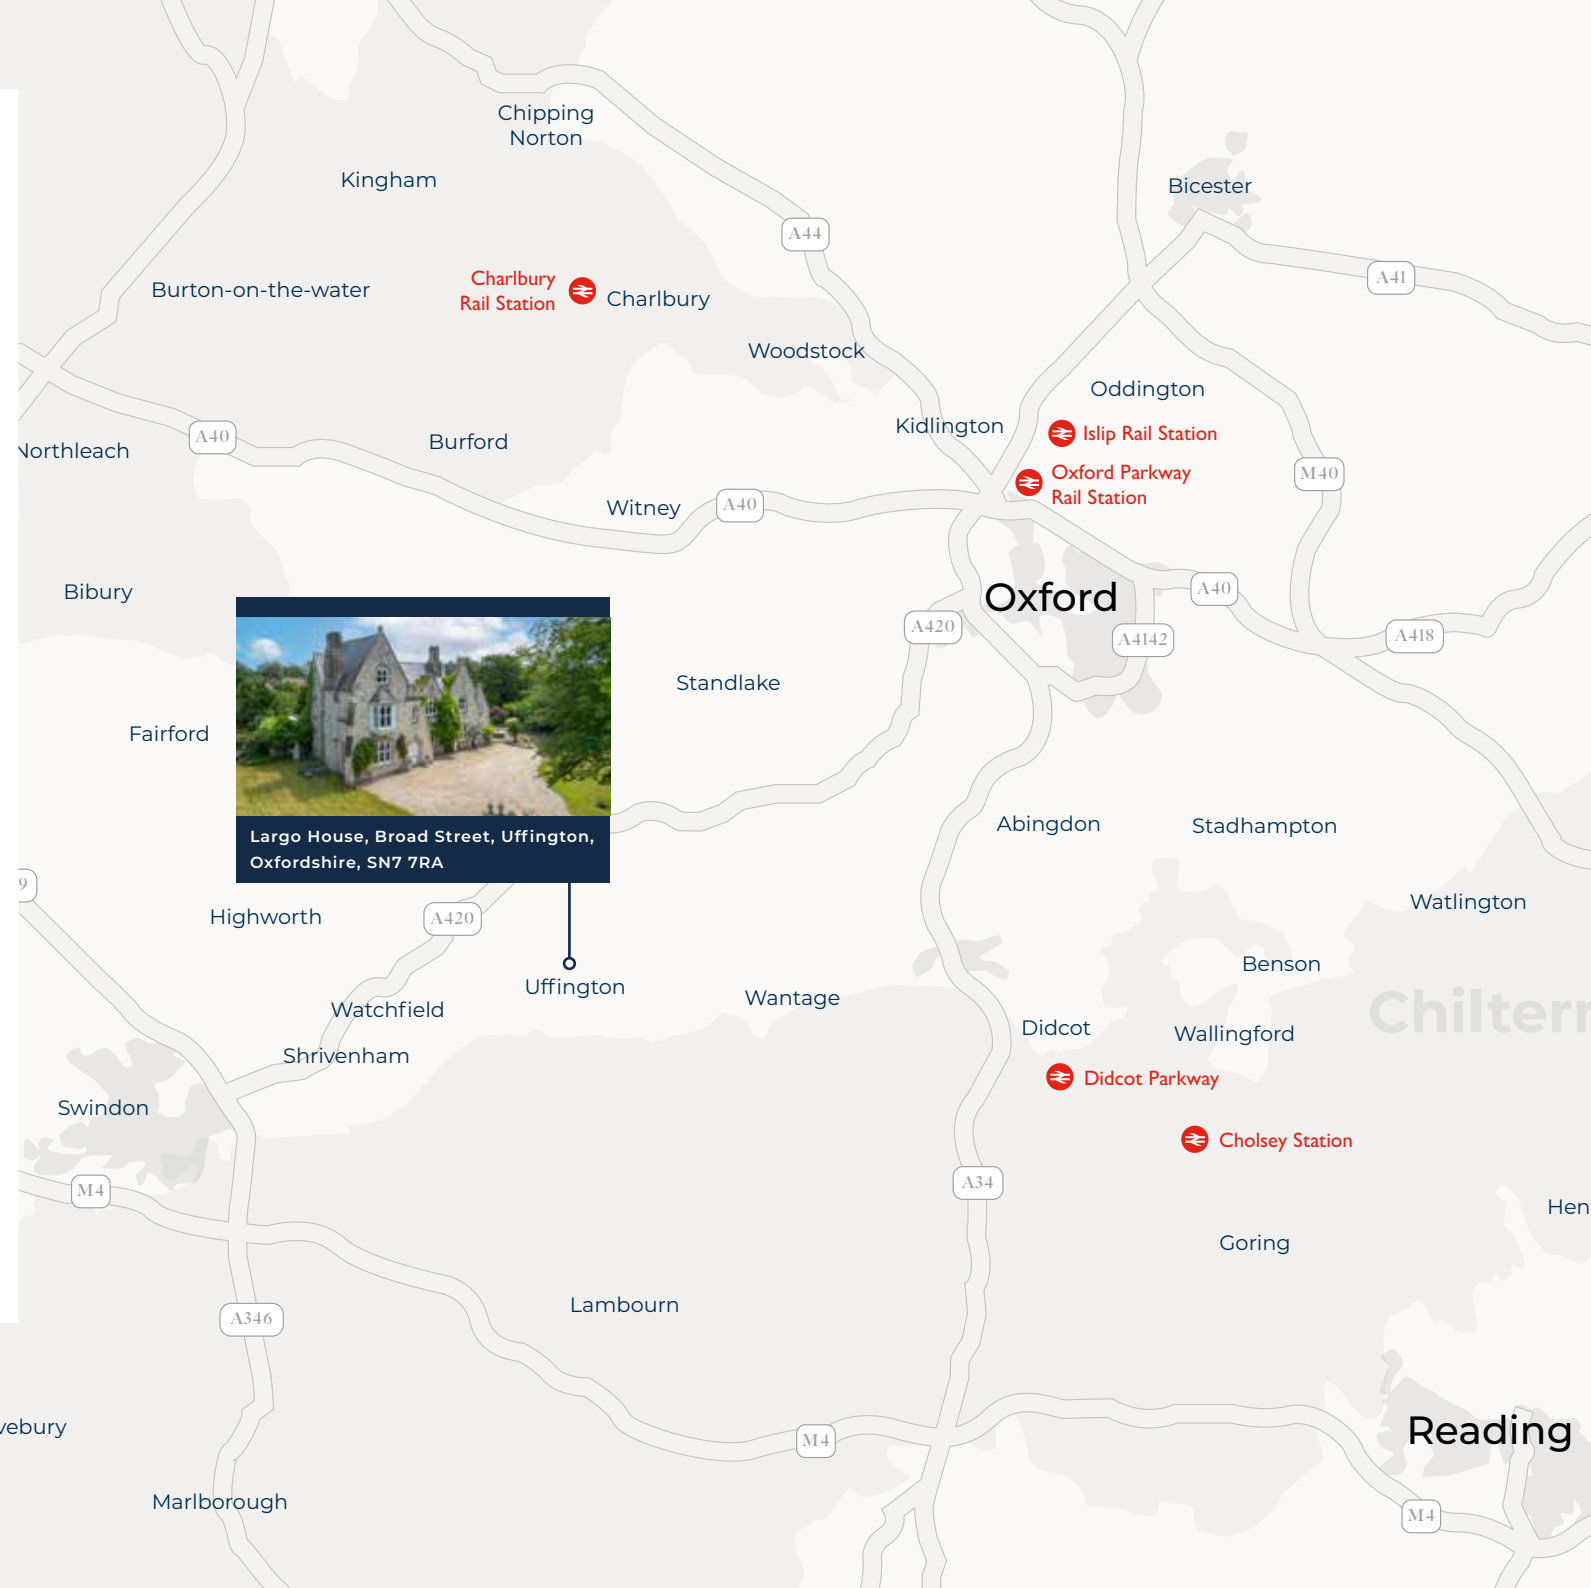 Chipping
Norton
Kingham
Bicester
A44
A41
Charlbury
Rail Station
Charlbury
Burton-on-the-water
Woodstock
Oddington
Kidlington
Islip Rail Station
A40
Burford
Northleach
Oxford Parkway
Rail Station
M40
Witney
A40
Bibury
Oxford
A40
A420
A4142
A418
Standlake
Fairford
Largo House, Broad Street, Uffington,
Oxfordshire, SN7 7RA
Abingdon
Stadhampton
9
Highworth
A420
Watlington
Benson
Uffington
Wantage
Watchfield
Chiltern
Didcot
Wallingford
Shrivenham
Didcot Parkway
Swindon
Cholsey Station
M4
A34
Hen
Goring
Lambourn
A346
vebury
M4
Reading
Marlborough
M4